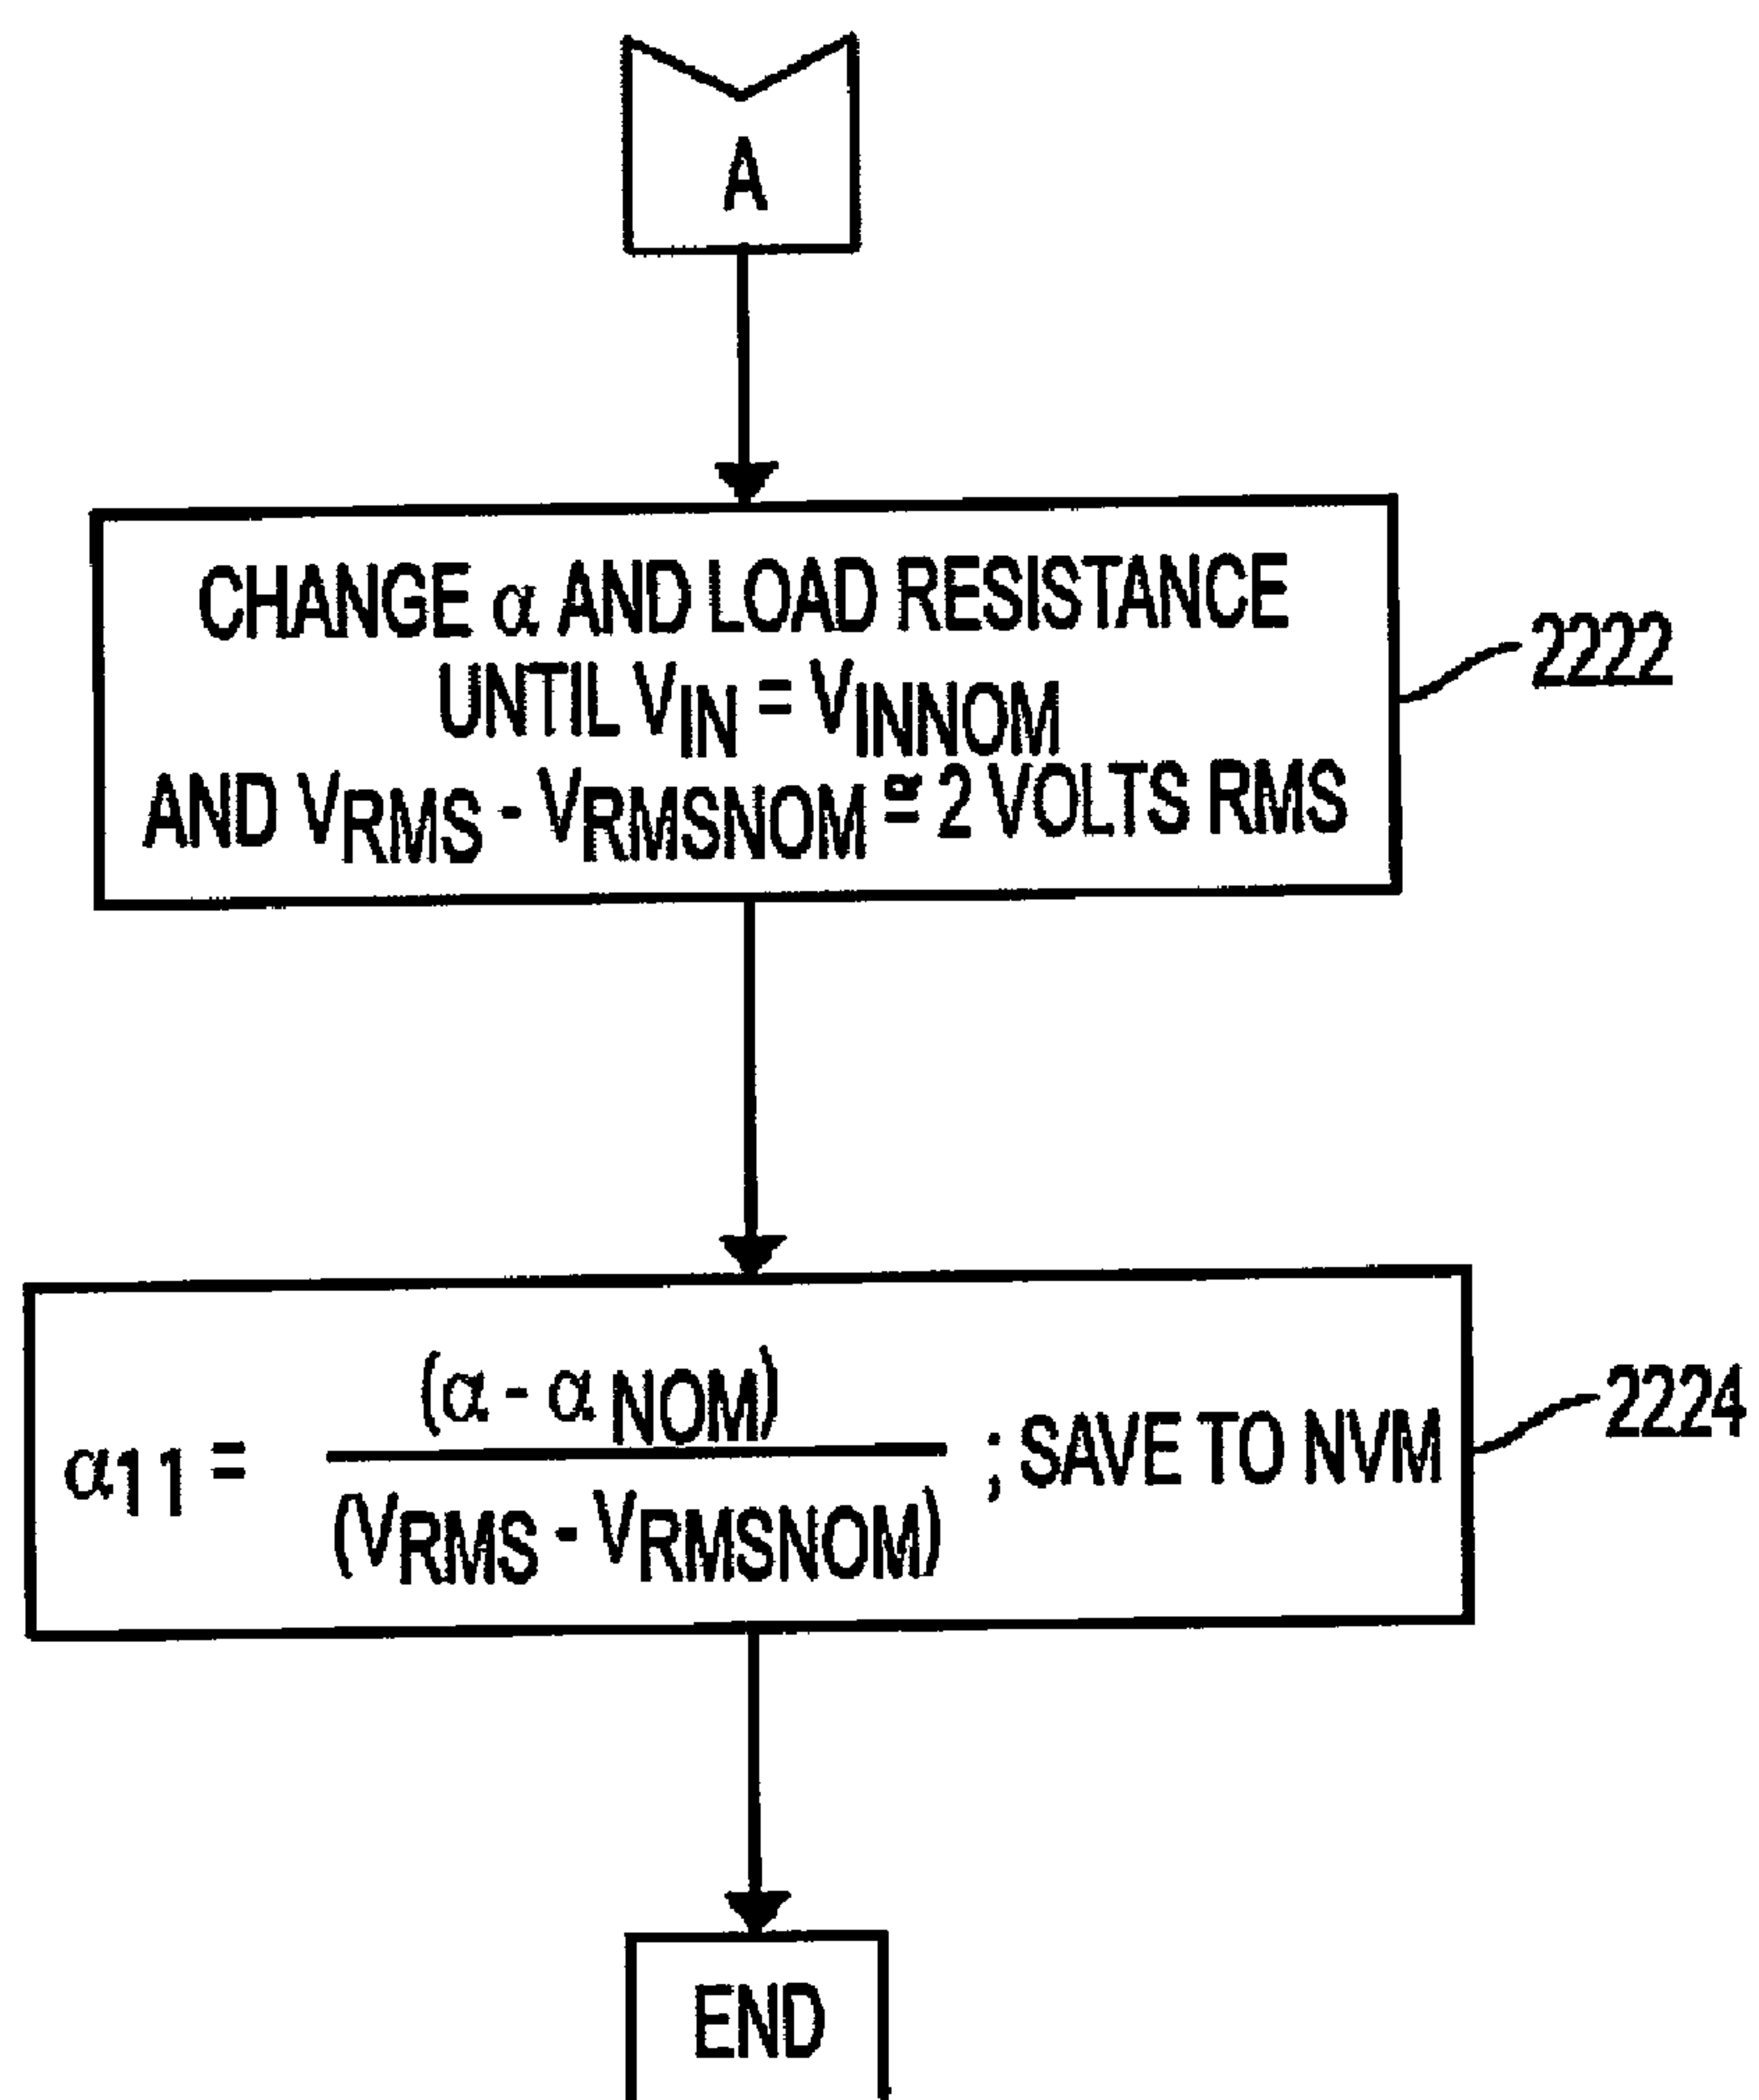 A
CHANGE α AND LOAD RESISTANCE
UNTIL VIN = VINNOM
AND VRMS - VRMSNOM ≅ 2 VOLTS RMS
2222
(α - α NOM)
α11 = ; SAVE TO NVM
(VRMS - VRMSNOM)
2224
END